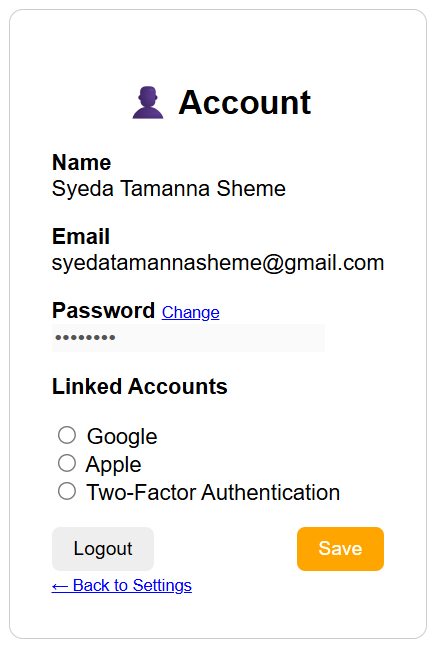 Account
Name
Syeda Tamanna Sheme
Email
syedatamannasheme@gmail.com
Password Change
••••••••
Linked Accounts
Google
Apple
Two-Factor Authentication
Logout Save
← Back to Settings